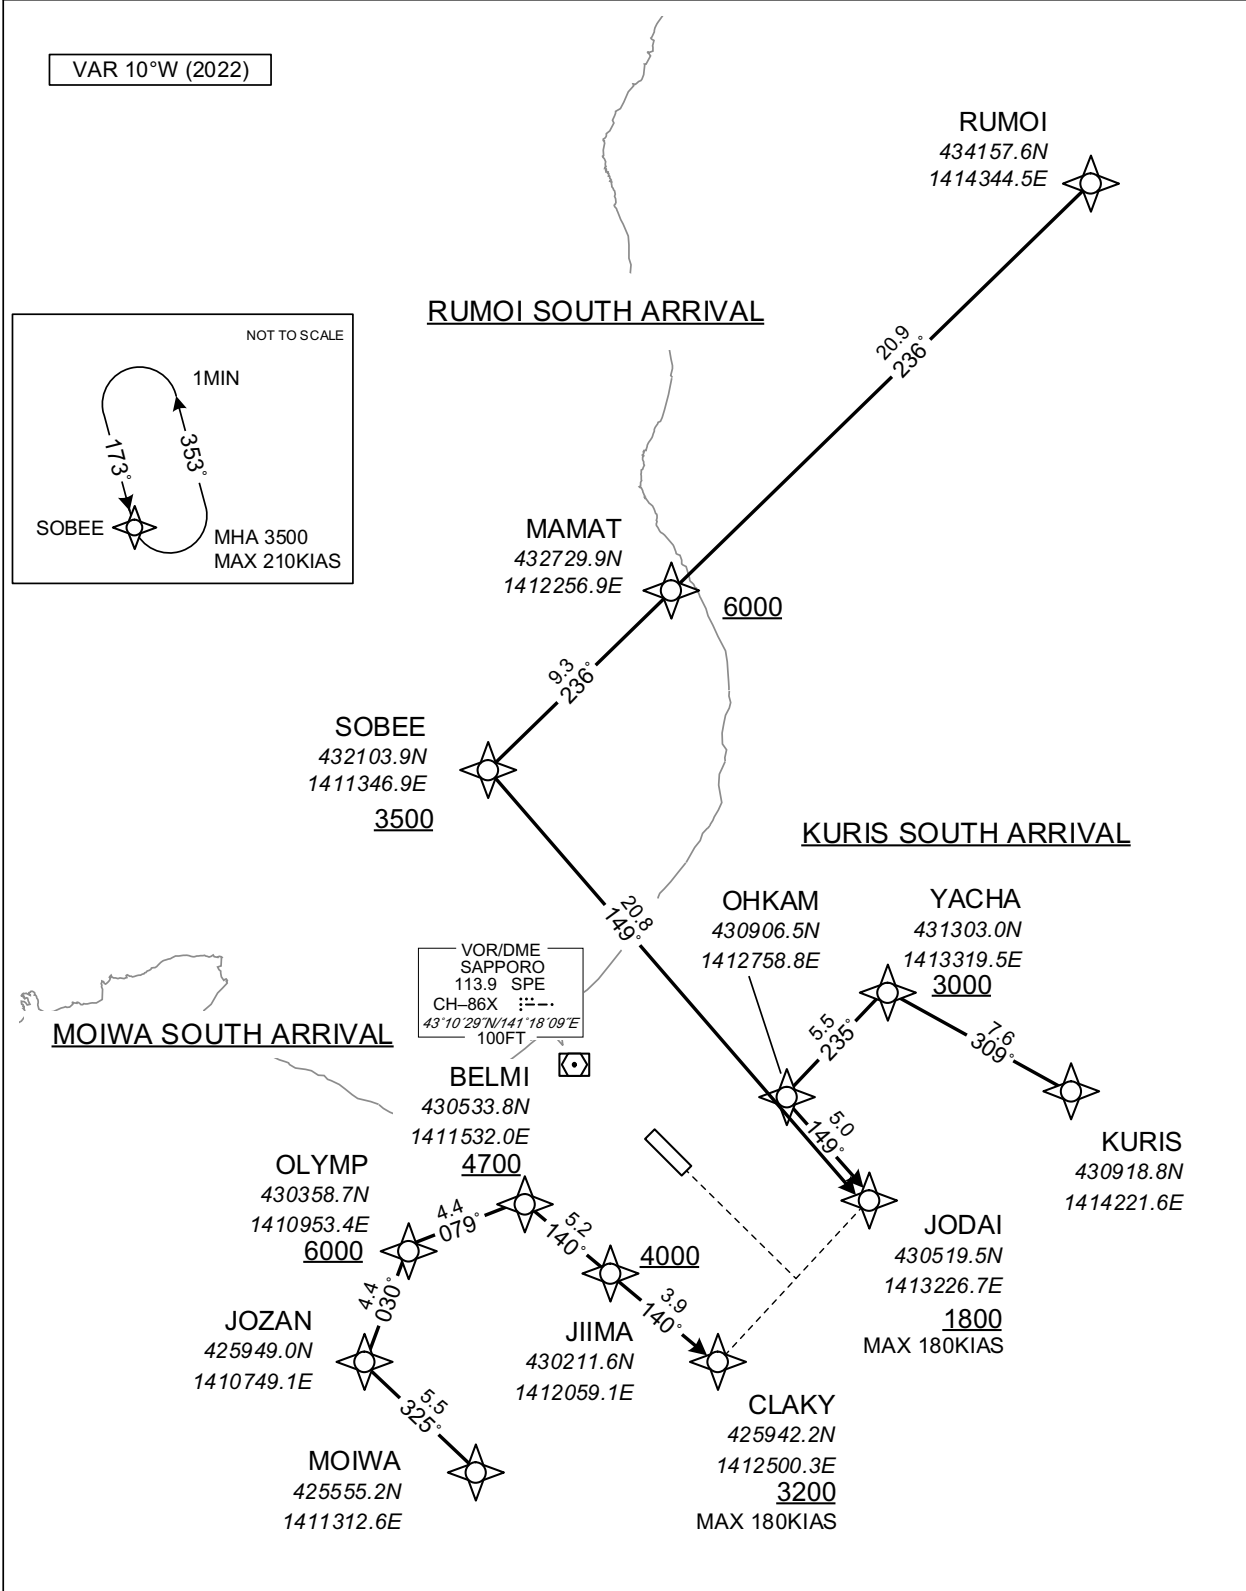 VAR 10°W (2022)
RUMOI
434157.6N
1414344.5E
RUMOI SOUTH ARRIVAL
20.9
236°
NOT TO SCALE
1MIN
173°
353°
SOBEE
MHA 3500
MAX 210KIAS
MAMAT
432729.9N
1412256.9E
6000
9.3
236°
SOBEE
432103.9N
1411346.9E
3500
KURIS SOUTH ARRIVAL
20.8
149°
OHKAM
430906.5N
1412758.8E
YACHA
431303.0N
1413319.5E
3000
VOR/DME
SAPPORO
113.9 SPE
CH–86X
43°10′29″N/141°18′09″E
100FT
MOIWA SOUTH ARRIVAL
5.5
235°
7.6
309°
5.0
149°
BELMI
430533.8N
1411532.0E
4700
KURIS
430918.8N
1414221.6E
OLYMP
430358.7N
1410953.4E
6000
4.4
079°
5.2
140°
4000
JODAI
430519.5N
1413226.7E
1800
MAX 180KIAS
4.4
030°
3.9
140°
JOZAN
425949.0N
1410749.1E
JIIMA
430211.6N
1412059.1E
5.5
325°
CLAKY
425942.2N
1412500.3E
3200
MAX 180KIAS
MOIWA
425555.2N
1411312.6E